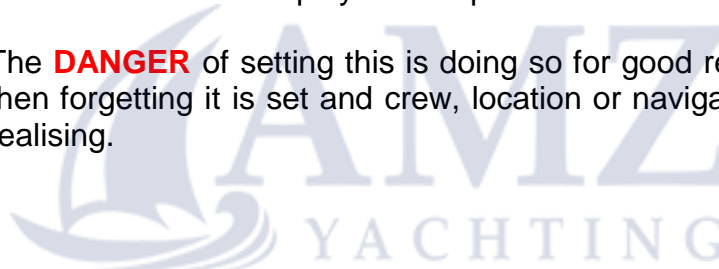 The DANGER of setting this is doing so for good re
hen forgetting it is set and crew, location or naviga
ealising.
AMZ
YACHTING